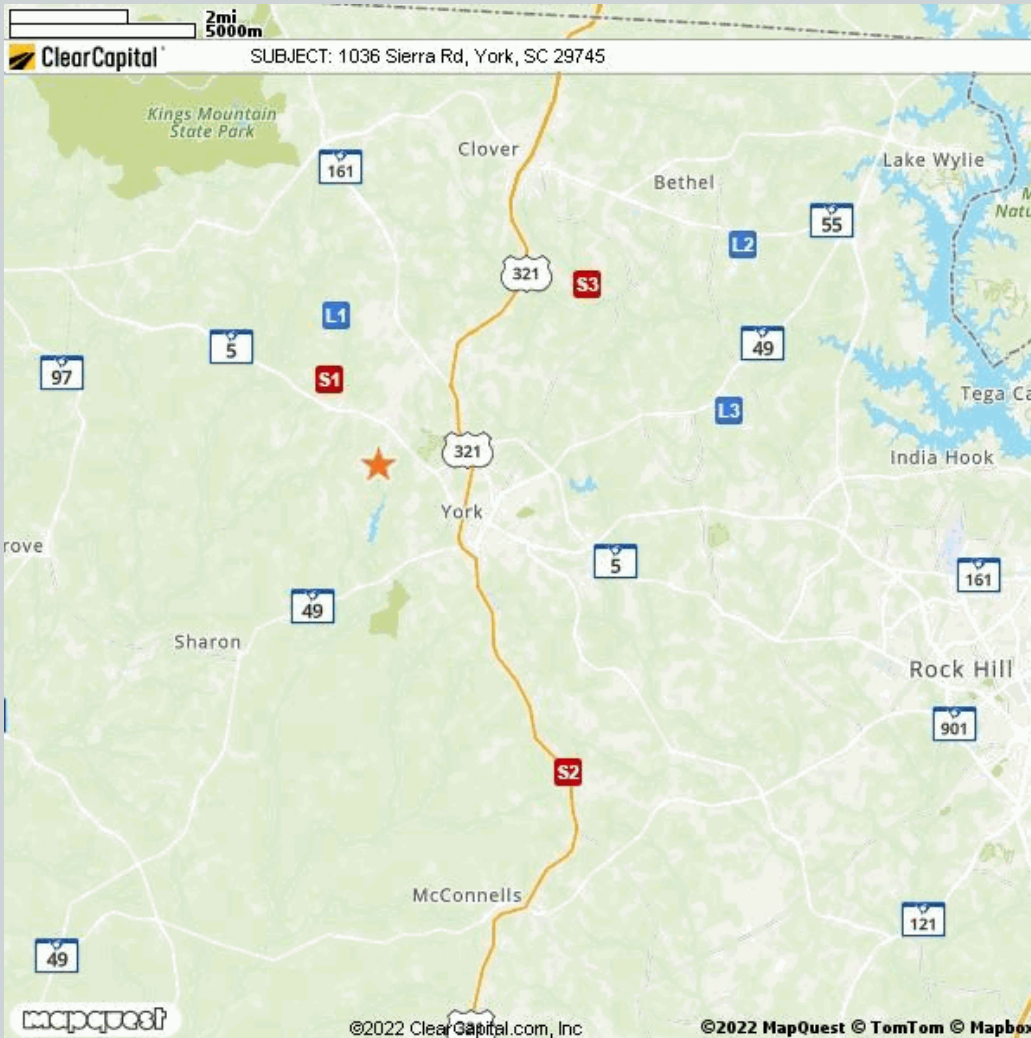 2mi
5000m
ClearCapital
SUBJECT: 1036 Sierra Rd, York, SC 29745
Kings Mountain
State Park
Clover
161
Bethel
Lake Wylie
55
L2
321
S3
L1
5
49
97
S1
L3
Tega Ca
321
India Hook
York
rove
5
161
49
Sharon
Rock Hill
901
S2
McConnells
121
49
mapquest
©2022 ClearCapital.com, Inc
©2022 MapQuest © TomTom © Mapbox